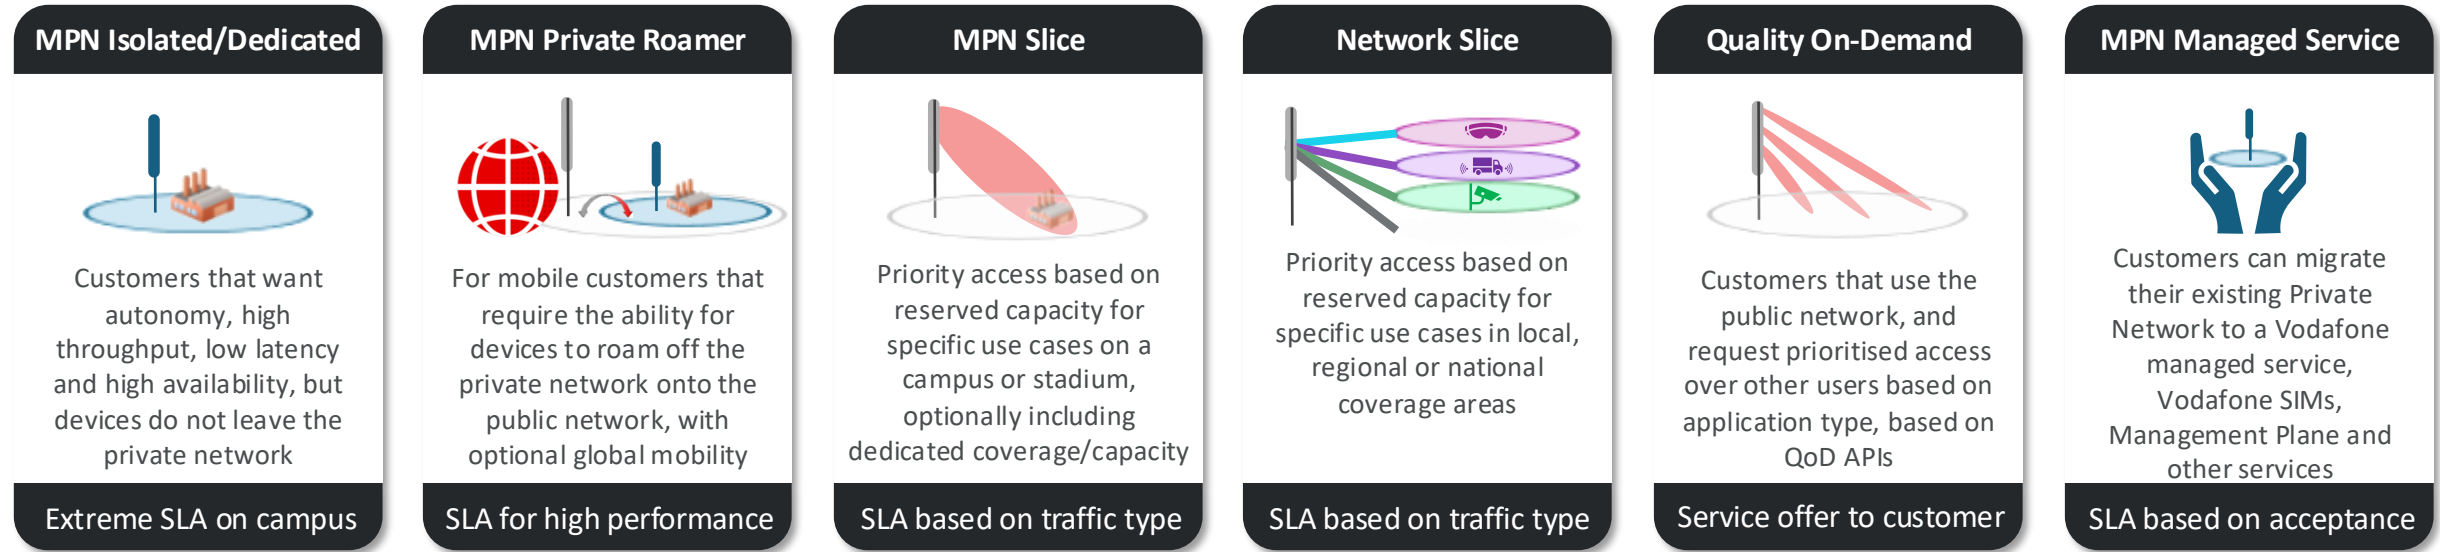 MPN Isolated/Dedicated
Customers that want
autonomy, high
throughput, low latency
and high availability, but
devices do not leave the
private network
Extreme SLA on campus
MPN Private Roamer
For mobile customers that
require the ability for
devices to roam off the
private network onto the
public network, with
optional global mobility
SLA for high performance
MPN Slice
Priority access based on
reserved capacity for
specific use cases on a
campus or stadium,
optionally including
dedicated coverage/capacity
SLA based on traffic type
Network Slice
Priority access based on
reserved capacity for
specific use cases in local,
regional or national
coverage areas
SLA based on traffic type
Quality On-Demand
Customers that use the
public network, and
request prioritised access
over other users based on
application type, based on
QoD APIs
Service offer to customer
MPN Managed Service
Customers can migrate
their existing Private
Network to a Vodafone
managed service,
Vodafone SIMs,
Management Plane and
other services
SLA based on acceptance